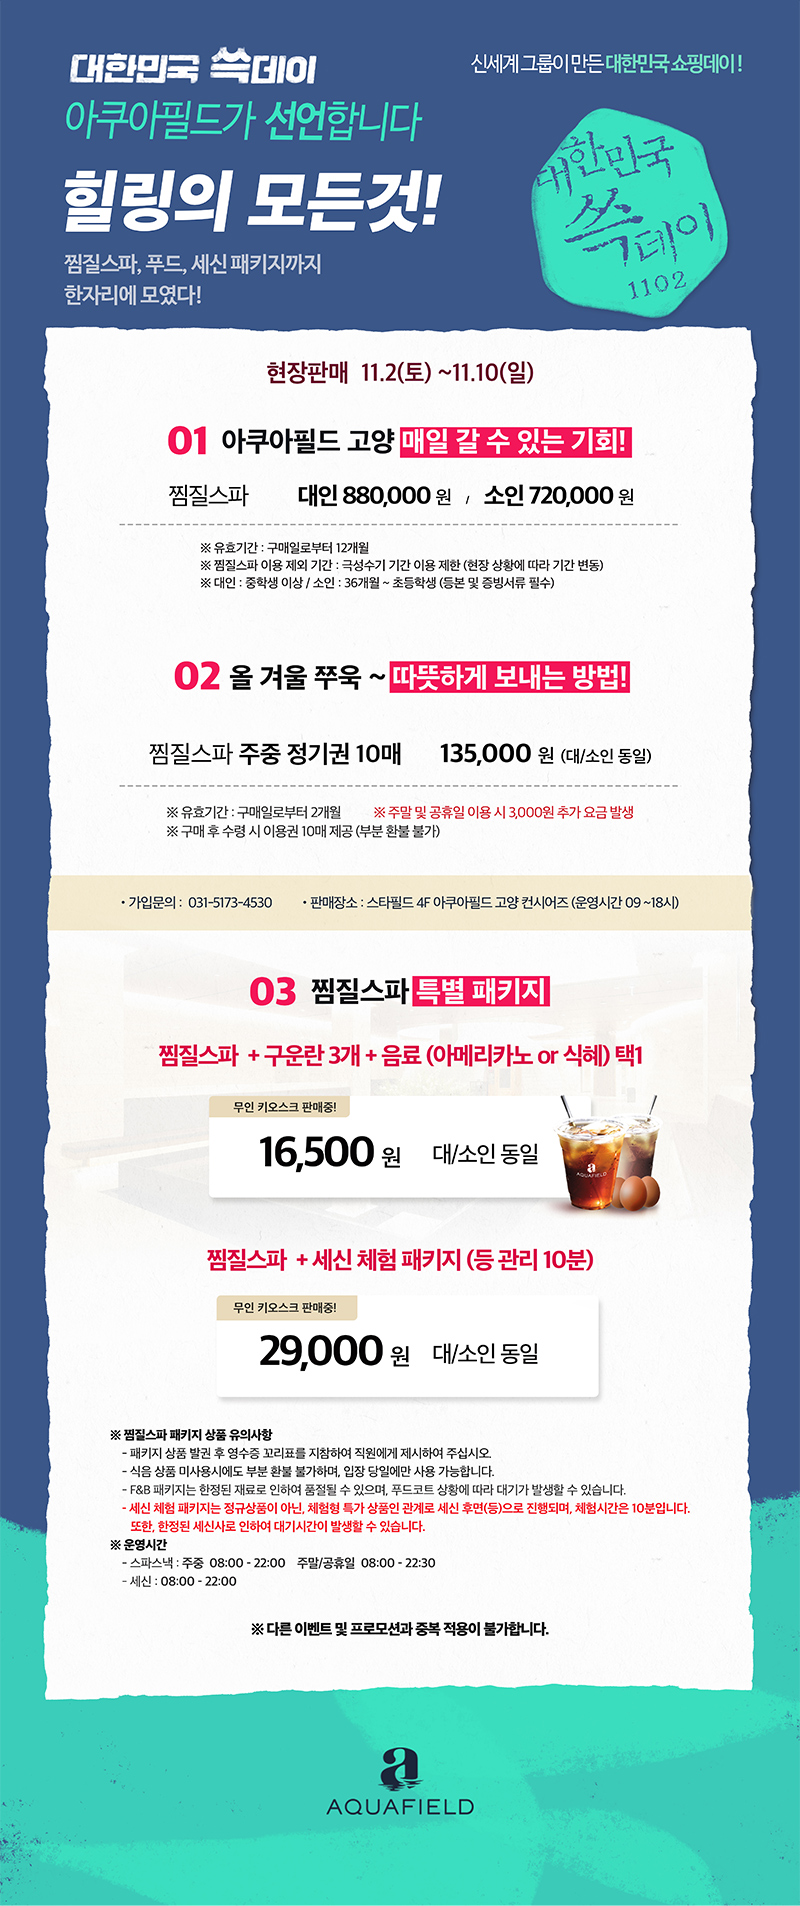 대한민국 쓱데이
신세계 그룹이 만든 대한민국 쇼핑데이!
아쿠아필드가 선언합니다
힐링의 모든것!
찜질스파, 푸드, 세신 패키지까지
한자리에 모였다!
대한민국
쓱데이
1102
현장판매 11.2(토) ~11.10(일)
01 아쿠아필드 고양 매일 갈 수 있는 기회!
찜질스파 대인 880,000 원 / 소인 720,000 원
※ 유효기간 : 구매일로부터 12개월
※ 찜질스파 이용 제외 기간 : 극성수기 기간 이용 제한 (현장 상황에 따라 기간 변동)
※ 대인 : 중학생 이상 / 소인 : 36개월 ~ 초등학생 (등본 및 증빙서류 필수)
02 올 겨울 쭈욱 ~ 따뜻하게 보내는 방법!
찜질스파 주중 정기권 10매 135,000 원 (대/소인 동일)
※ 유효기간 : 구매일로부터 2개월 ※ 주말 및 공휴일 이용 시 3,000원 추가 요금 발생
※ 구매 후 수령 시 이용권 10매 제공 (부분 환불 불가)
• 가입문의 : 031-5173-4530 • 판매장소 : 스타필드 4F 아쿠아필드 고양 컨시어즈 (운영시간 09 ~18시)
03 찜질스파 특별 패키지
찜질스파 + 구운란 3개 + 음료 (아메리카노 or 식혜) 택1
무인 키오스크 판매중!
16,500 원 대/소인 동일
a
AQUAFIELD
찜질스파 + 세신 체험 패키지 (등 관리 10분)
무인 키오스크 판매중!
29,000 원 대/소인 동일
※ 찜질스파 패키지 상품 유의사항
- 패키지 상품 발권 후 영수증 꼬리표를 지참하여 직원에게 제시하여 주십시오.
- 식음 상품 미사용시에도 부분 환불 불가하며, 입장 당일에만 사용 가능합니다.
- F&B 패키지는 한정된 재료로 인하여 품절될 수 있으며, 푸드코트 상황에 따라 대기가 발생할 수 있습니다.
- 세신 체험 패키지는 정규상품이 아닌, 체험형 특가 상품인 관계로 세신 후면(등)으로 진행되며, 체험시간은 10분입니다.
또한, 한정된 세신사로 인하여 대기시간이 발생할 수 있습니다.
※ 운영시간
- 스파스낵 : 주중 08:00 - 22:00 주말/공휴일 08:00 - 22:30
- 세신 : 08:00 - 22:00
※ 다른 이벤트 및 프로모션과 중복 적용이 불가합니다.
a
AQUAFIELD